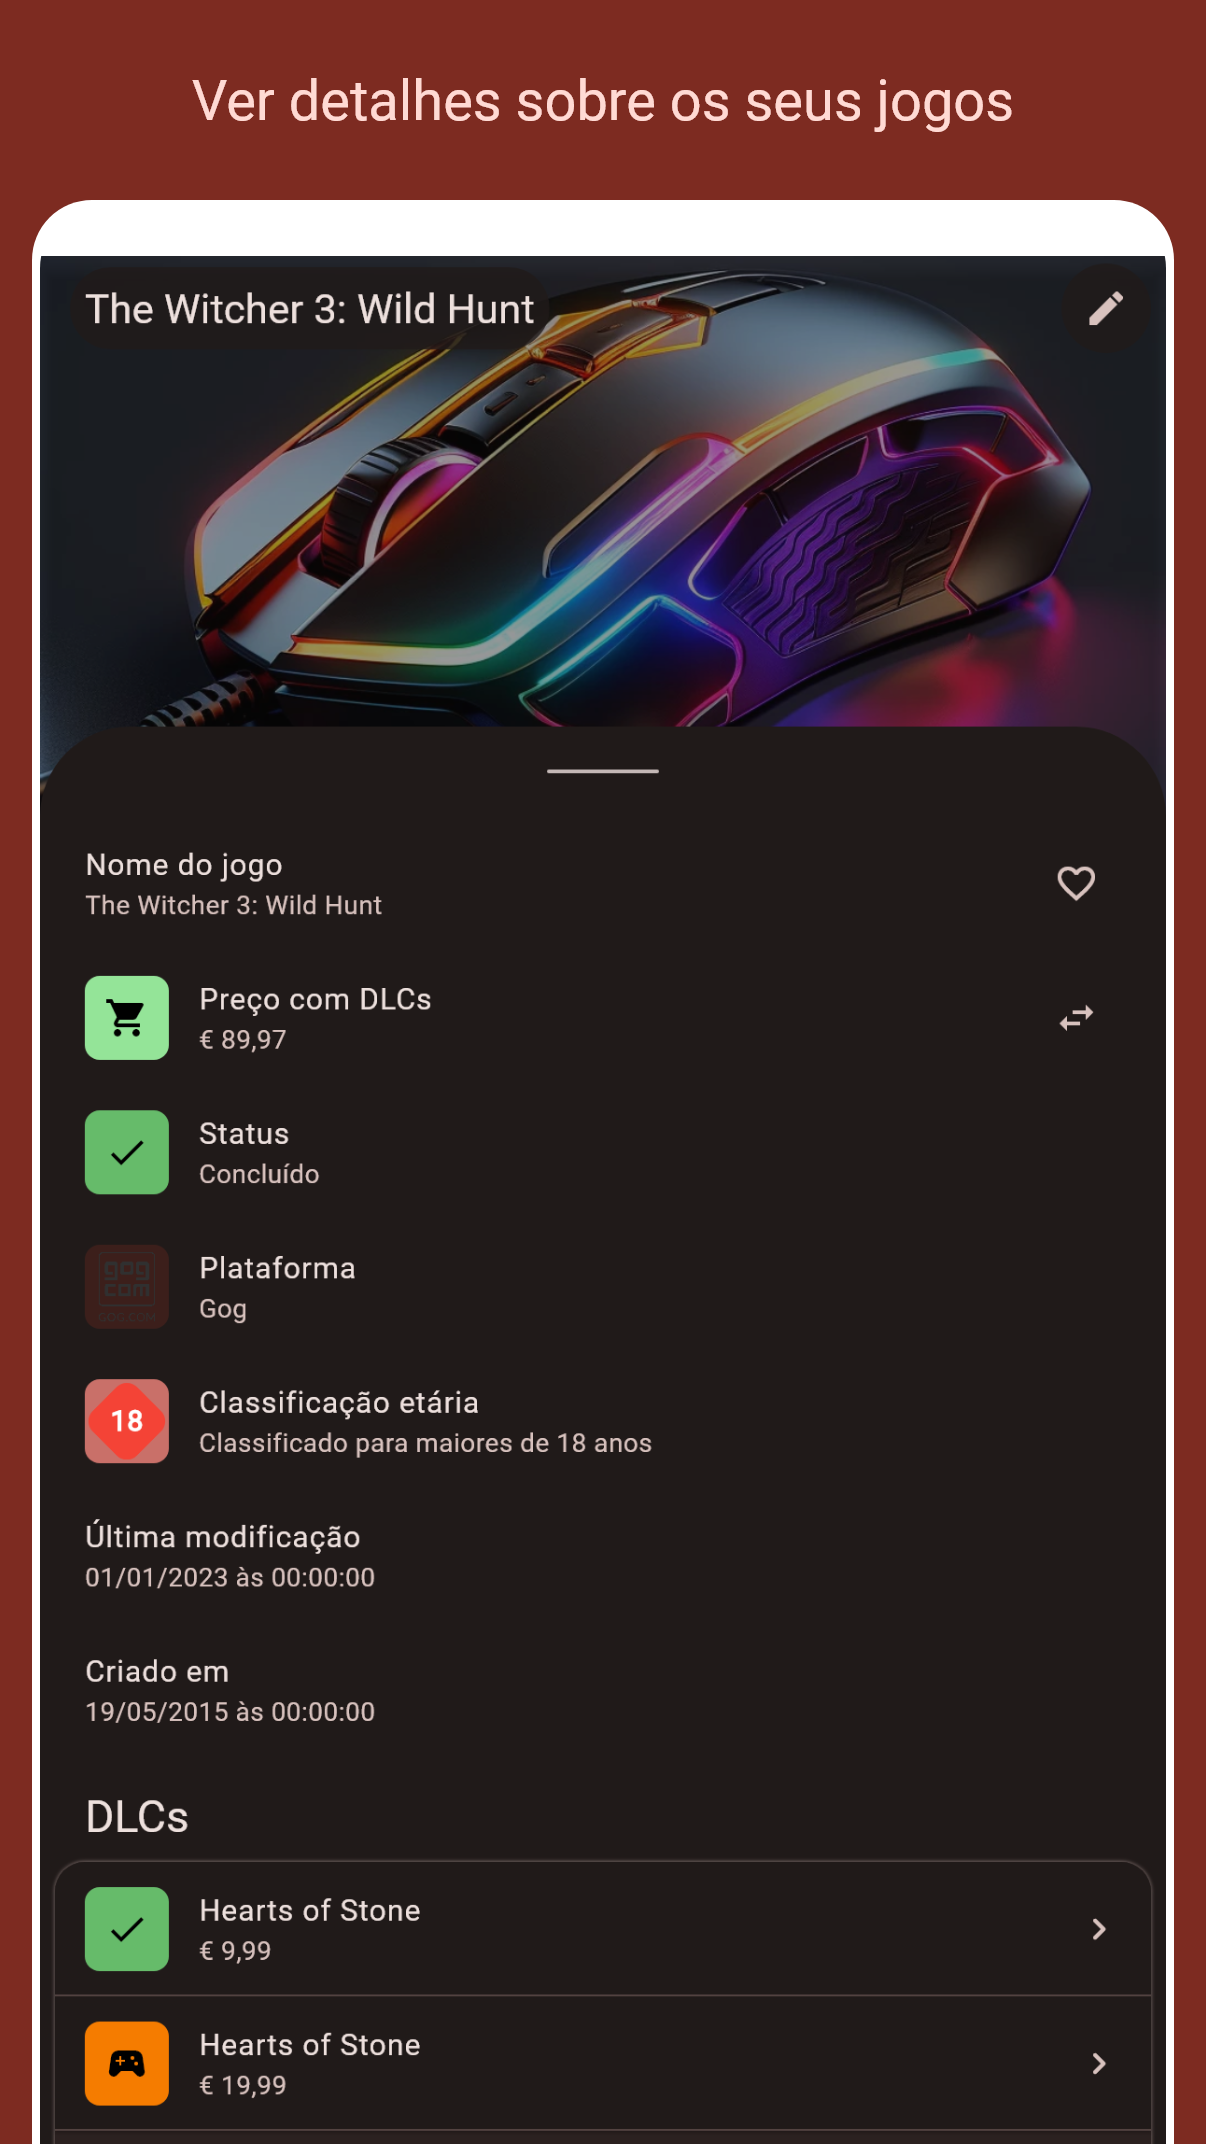 Ver detalhes sobre os seus jogos
The Witcher 3: Wild Hunt
Nome do jogo
The Witcher 3: Wild Hunt
Preço com DLCs
€ 89,97
Status
Concluído
gog
com
GOG.COM
Plataforma
Gog
18
Classificação etária
Classificado para maiores de 18 anos
Última modificação
01/01/2023 às 00:00:00
Criado em
19/05/2015 às 00:00:00
DLCs
Hearts of Stone
€ 9,99
Hearts of Stone
€ 19,99